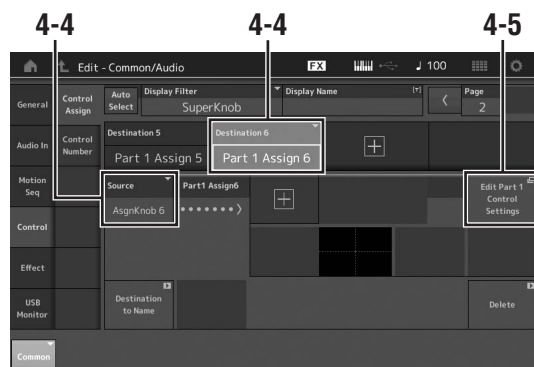 4-4 4-4 4-5
Edit - Common/Audio FX 100
General
Control Assign
Auto Select
Display Filter
SuperKnob
Display Name [T]
Page
2
Audio In
Control Number
Destination 5
Part 1 Assign 5
Destination 6
Part 1 Assign 6
Motion Seq
Source
AsgnKnob 6
Part1 Assign6
Edit Part 1 Control Settings
Control
Effect
USB Monitor
Destination to Name
Delete
Common